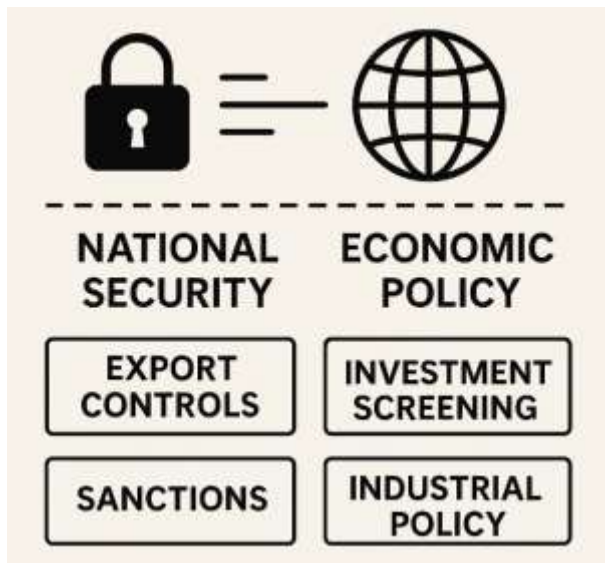 NATIONAL
SECURITY
ECONOMIC
POLICY
EXPORT
CONTROLS
INVESTMENT
SCREENING
SANCTIONS
INDUSTRIAL
POLICY